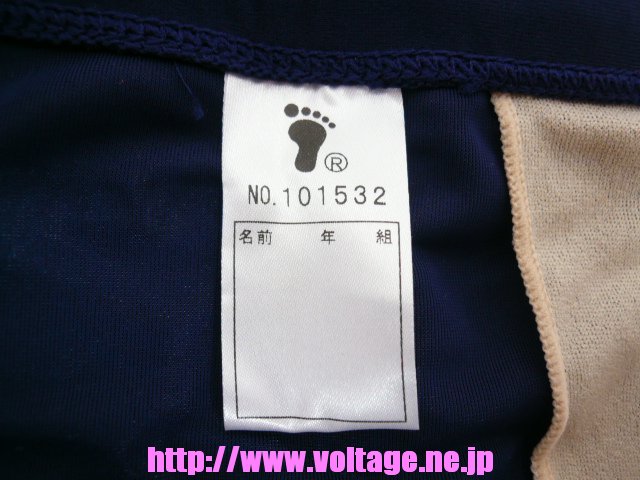 ®
NO.101532
名前 年 組
http://www.voltage.ne.jp